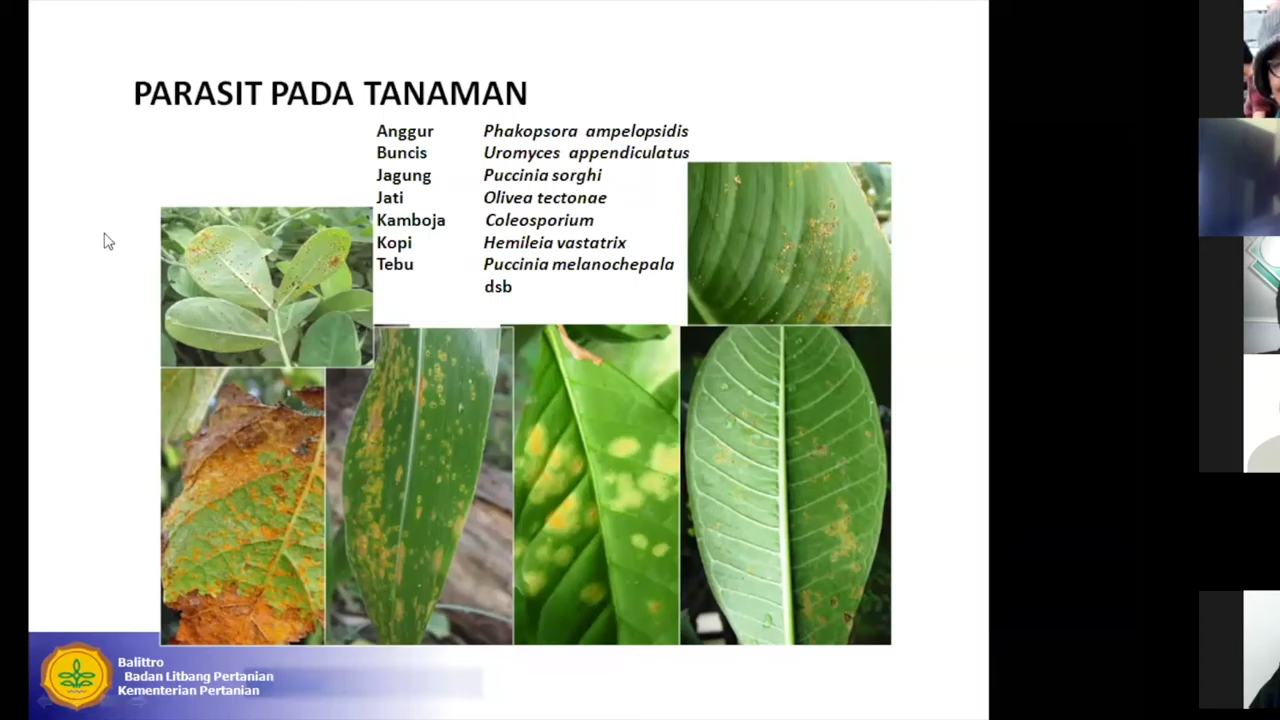 PARASIT PADA TANAMAN
Anggur Phakopsora ampelopsidis
Buncis Uromyces appendiculatus
Jagung Puccinia sorghi
Jati Olivea tectonae
Kamboja Coleosporium
Kopi Hemileia vastatrix
Tebu Puccinia melanochepala
dsb
Balittro
Badan Litbang Pertanian
Kementerian Pertanian